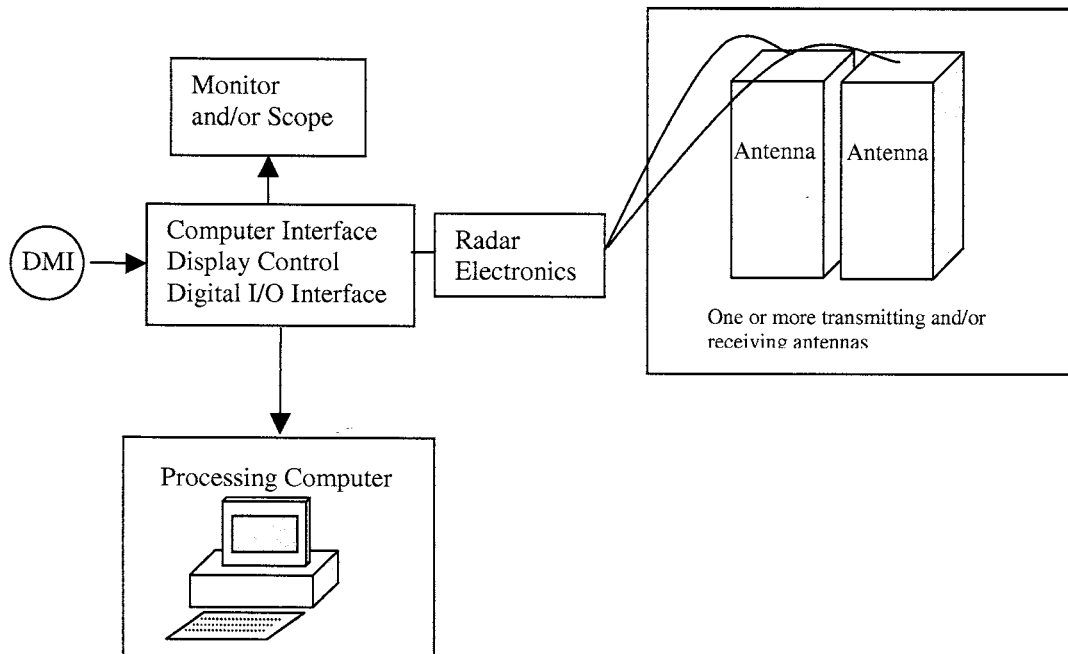 Monitor
and/or Scope
Antenna
Antenna
DMI
Computer Interface
Display Control
Digital I/O Interface
Radar
Electronics
One or more transmitting and/or
receiving antennas
Processing Computer